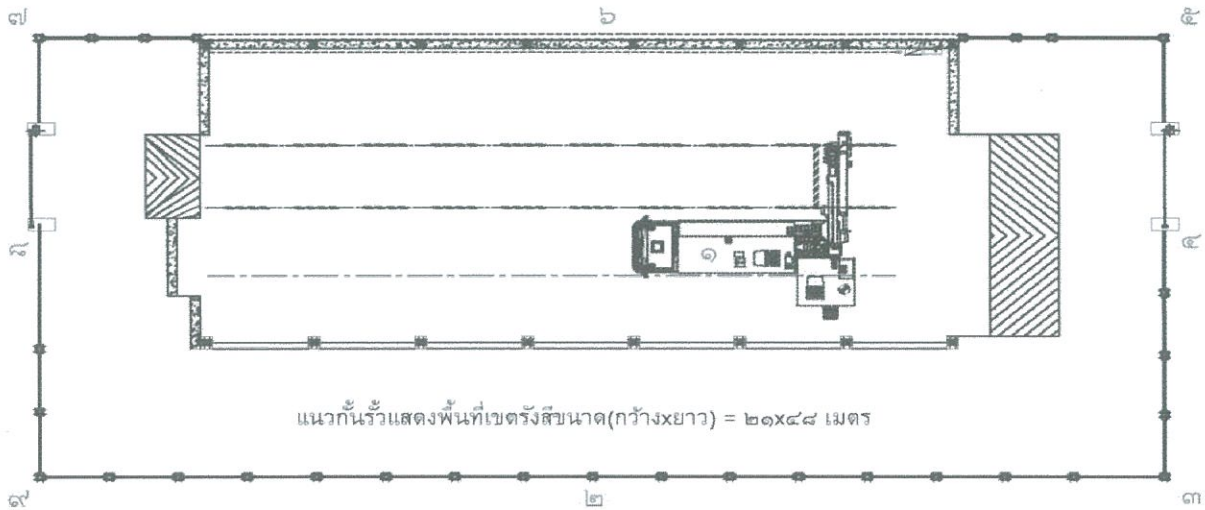 ๗ ๖ ๕
๘ ๑ ๔
แนวกั้นรั้วแสดงพื้นที่เขตรังสีขนาด(กว้างxยาว) = ๒๑x๔๘ เมตร
๙ ๒ ๓